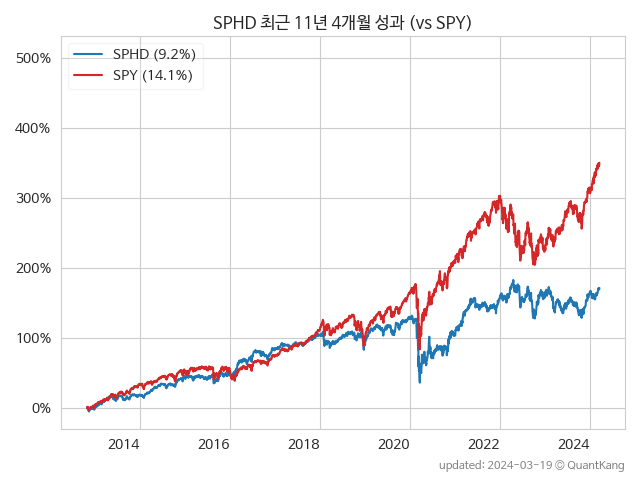 SPHD 최근 11년 4개월 성과 (vs SPY)
SPHD (9.2%)
SPY (14.1%)
500%
400%
300%
200%
100%
0%
2014 2016 2018 2020 2022 2024
updated: 2024-03-19 © QuantKang